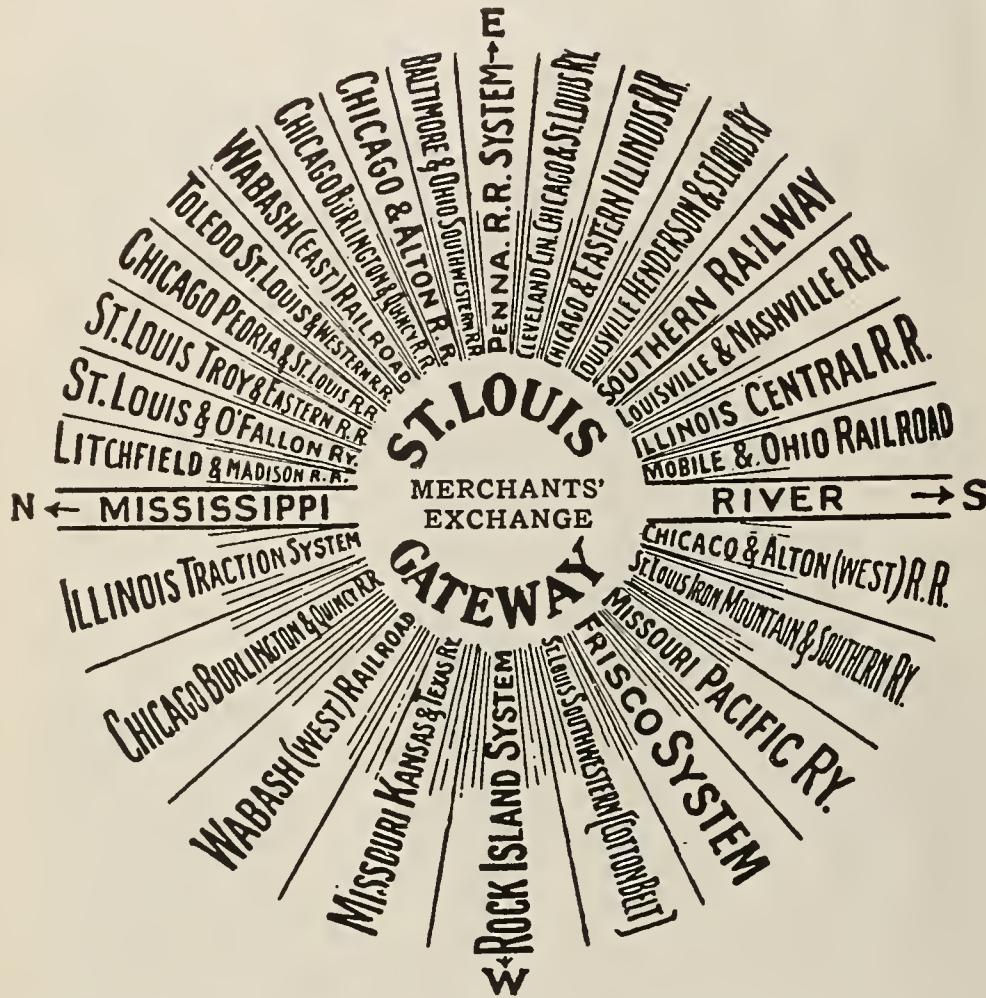 E
LITCHFIELD & MADISON R.R.
ST. LOUIS & O'FALLON RY.
ST. LOUIS TROY & EASTERN R.R.
CHICAGO PEORIA & ST. LOUIS R.R.
TOLEDO ST. LOUIS & WESTERN R.R.
WABASH (EAST) RAILROAD
CHICAGO BURLINGTON & QUINCY R.R.
CHICAGO & ALTON R.R.
BALTIMORE & OHIO SOUTHWESTERN R.R.
PENNA. R.R. SYSTEM
CLEVELAND CIN. CHICAGO & ST. LOUIS RY.
CHICAGO & EASTERN ILLINOIS R.R.
LOUISVILLE HENDERSON & ST. LOUIS RY
SOUTHERN RAILWAY
LOUISVILLE & NASHVILLE R.R
ILLINOIS CENTRAL R.R.
MOBILE & OHIO RAILROAD
ST. LOUIS
MERCHANTS'
EXCHANGE
GATEWAY
N ← MISSISSIPPI RIVER → S
ILLINOIS TRACTION SYSTEM
CHICAGO BURLINGTON & QUINCY R.R
WABASH (WEST) RAILROAD
MISSOURI KANSAS & TEXAS RY.
ROCK ISLAND SYSTEM
ST. LOUIS SOUTHWESTERN (COTTON BELT)
FRISCO SYSTEM
MISSOURI PACIFIC RY.
ST. LOUIS IRON MOUNTAIN & SOUTHERN RY.
CHICAGO & ALTON (WEST) R.R.
W